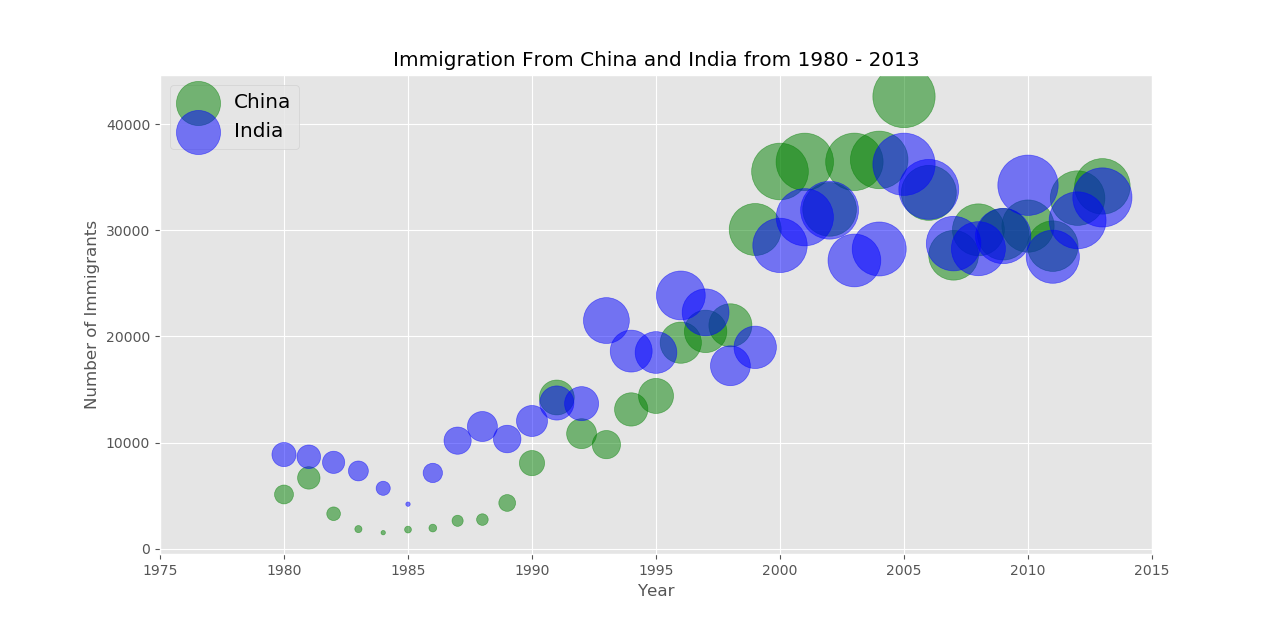 Immigration From China and India from 1980 - 2013
China
India
Number of Immigrants
40000
30000
20000
10000
0
1975 1980 1985 1990 1995 2000 2005 2010 2015
Year